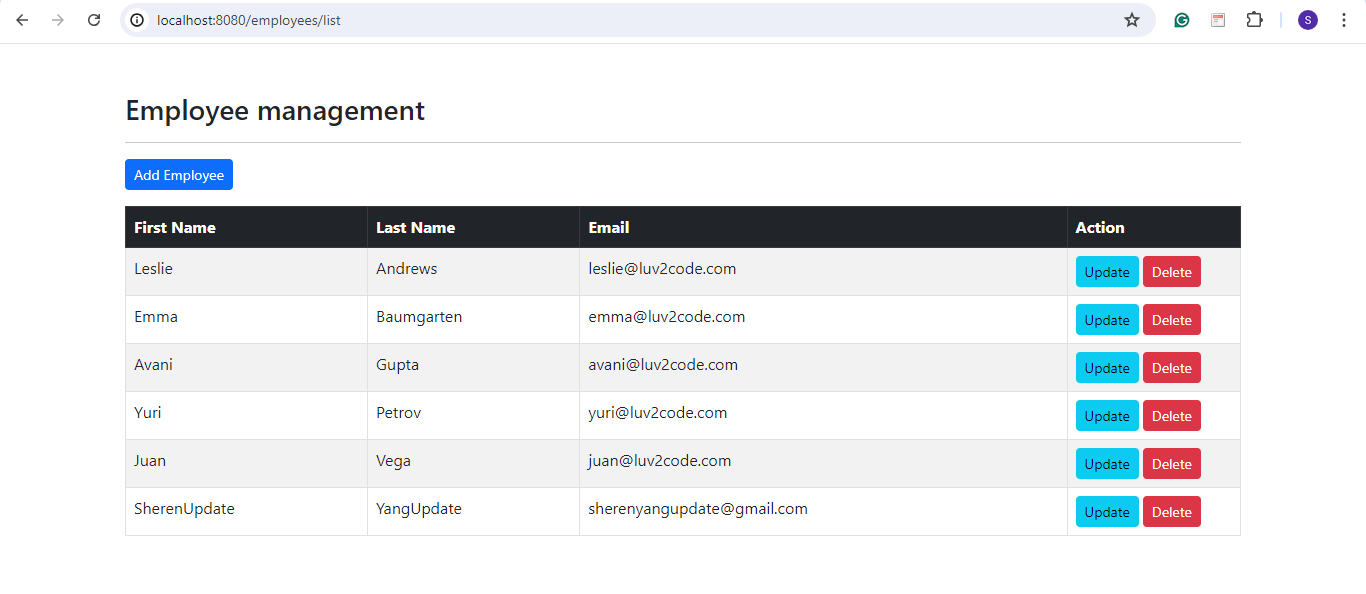 localhost:8080/employees/list
S
Employee management
Add Employee
First Name Last Name Email Action
Leslie Andrews leslie@luv2code.com Update Delete
Emma Baumgarten emma@luv2code.com Update Delete
Avani Gupta avani@luv2code.com Update Delete
Yuri Petrov yuri@luv2code.com Update Delete
Juan Vega juan@luv2code.com Update Delete
SherenUpdate YangUpdate sherenyangupdate@gmail.com Update Delete